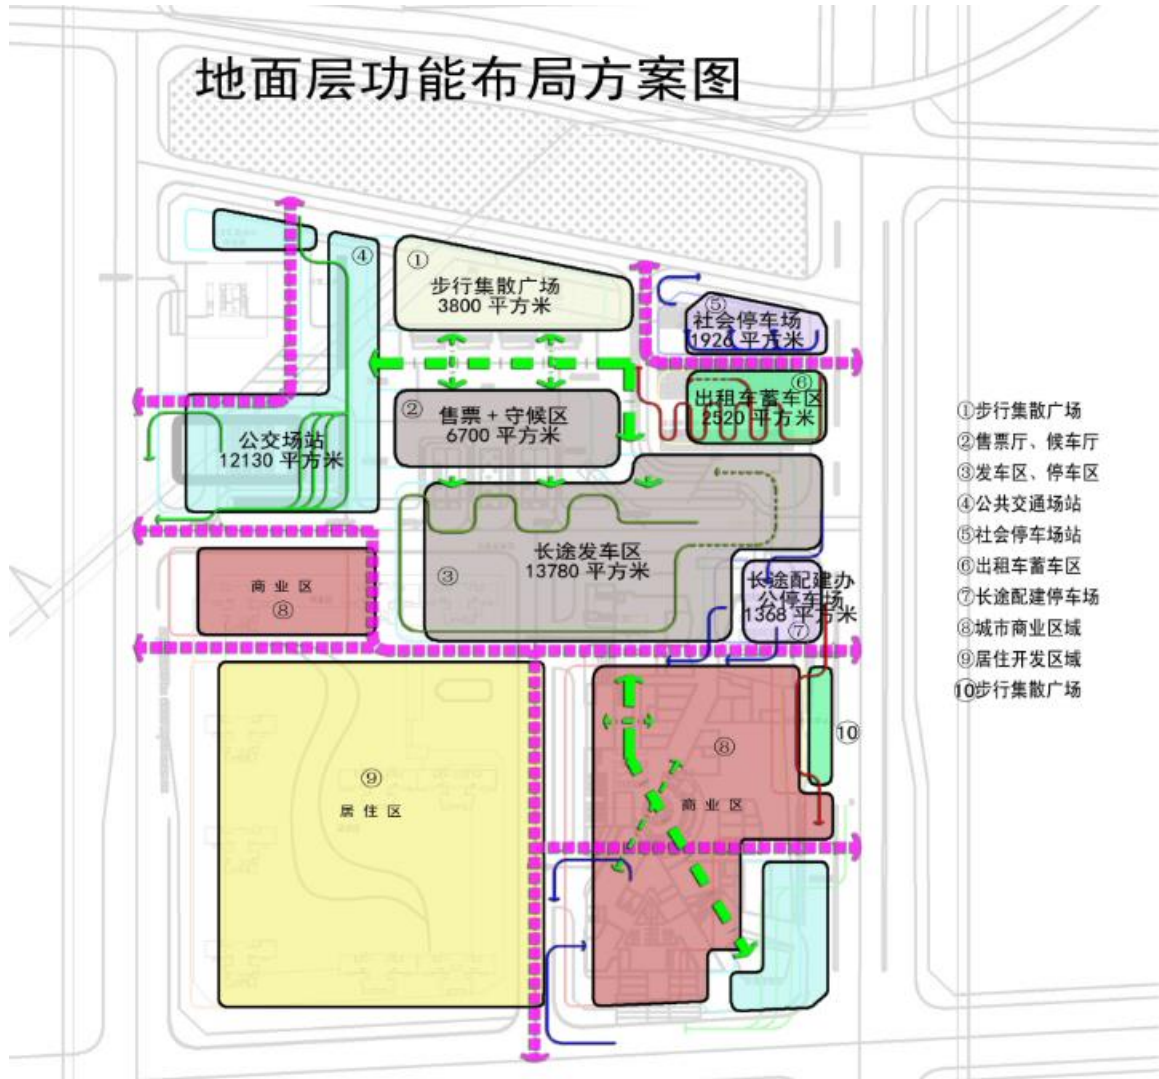 地面层功能布局方案图
④
①
步行集散广场
3800 平方米
⑤
社会停车场
1926 平方米
⑥
出租车蓄车区
2520 平方米
②
售票 + 守候区
6700 平方米
公交场站
12130 平方米
长途发车区
13780 平方米
③
长途配建办
公停车场
1368 平方米
⑦
商业区
⑧
⑨
居住区
⑧
商业区
⑩
①步行集散广场
②售票厅、候车厅
③发车区、停车区
④公共交通场站
⑤社会停车场站
⑥出租车蓄车区
⑦长途配建停车场
⑧城市商业区域
⑨居住开发区域
⑩步行集散广场